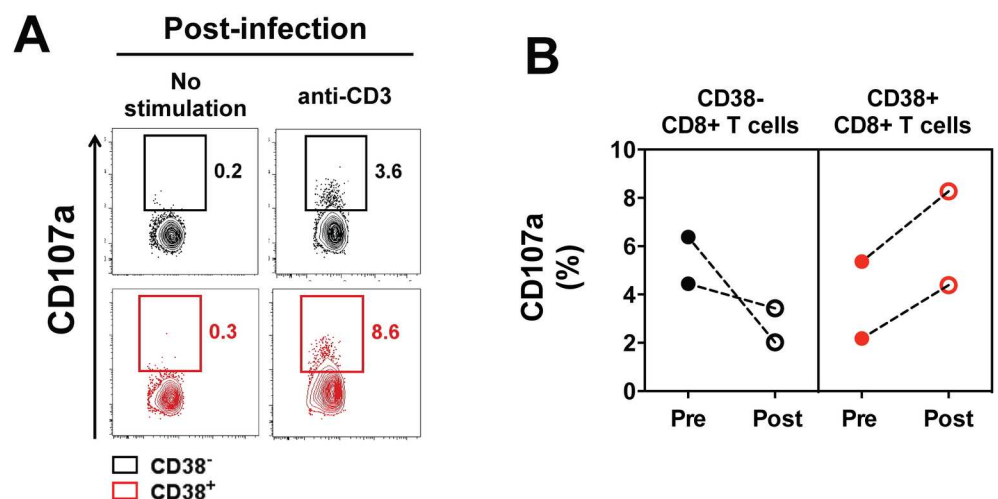 A
Post-infection
No
stimulation
anti-CD3
CD107a
0.2
3.6
0.3
8.6
CD38⁻
CD38⁺
B
CD38-
CD8+ T cells
CD38+
CD8+ T cells
CD107a
(%)
10
8
6
4
2
0
Pre
Post
Pre
Post